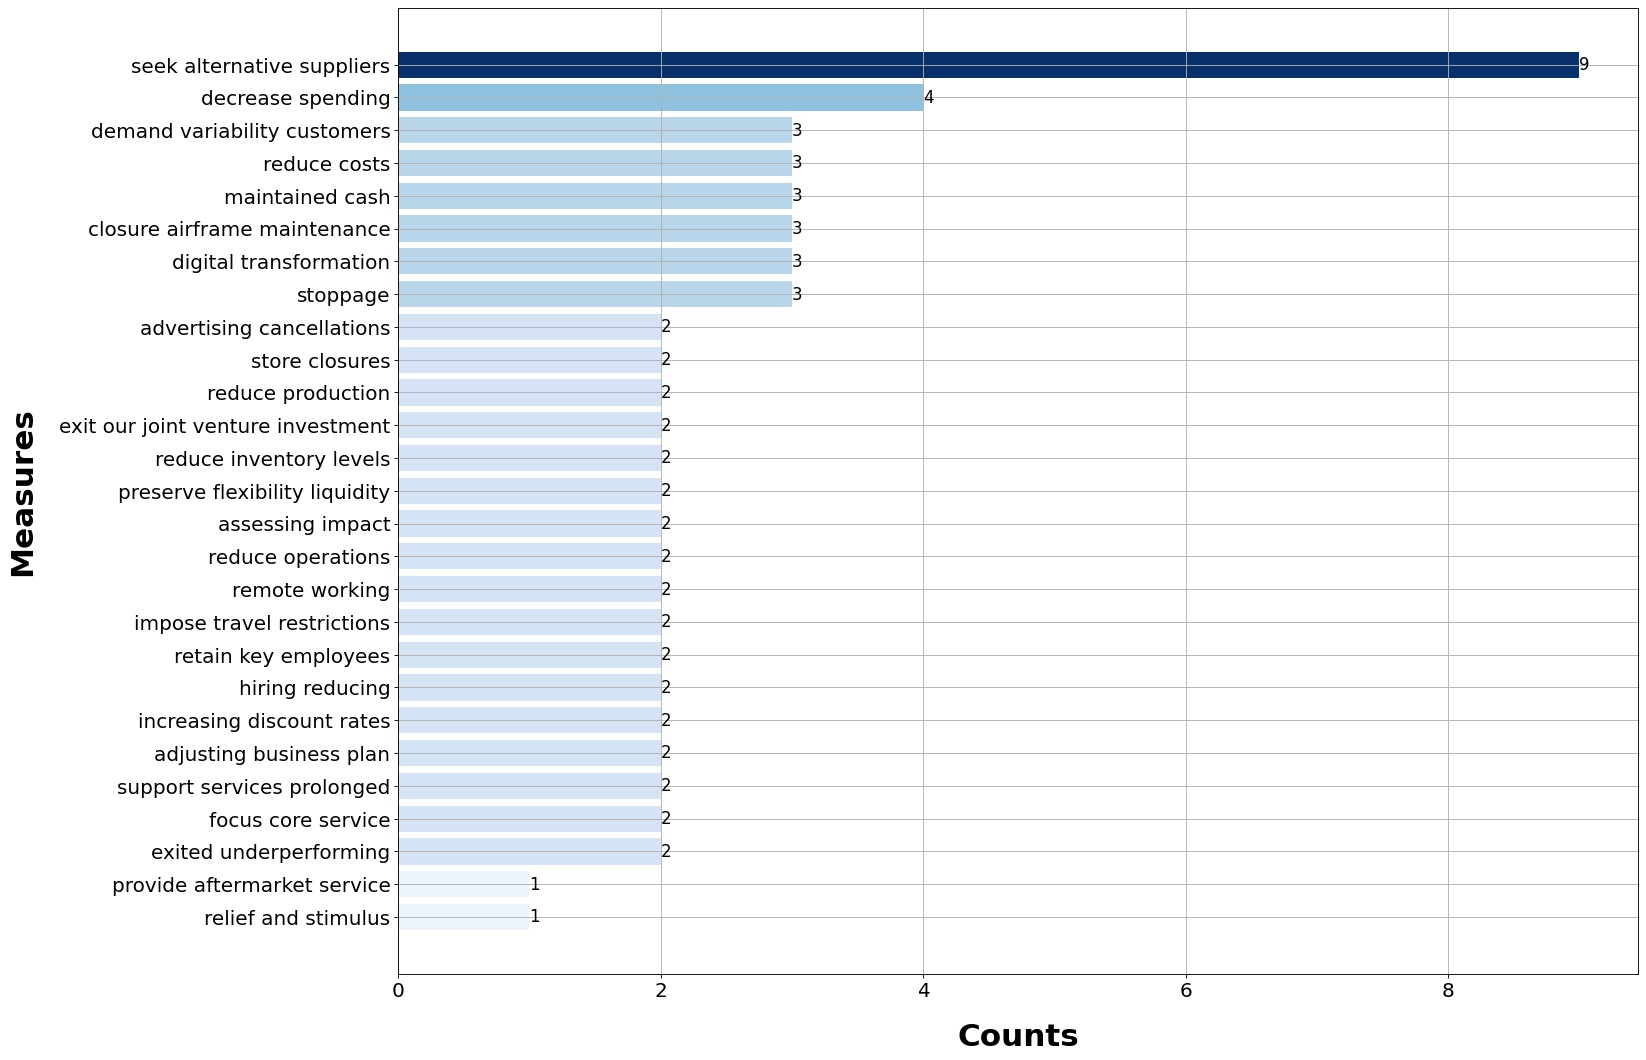 seek alternative suppliers 9
decrease spending 4
demand variability customers 3
reduce costs 3
maintained cash 3
closure airframe maintenance 3
digital transformation 3
stoppage 3
advertising cancellations 2
store closures 2
reduce production 2
exit our joint venture investment 2
reduce inventory levels 2
preserve flexibility liquidity 2
assessing impact 2
reduce operations 2
remote working 2
impose travel restrictions 2
retain key employees 2
hiring reducing 2
increasing discount rates 2
adjusting business plan 2
support services prolonged 2
focus core service 2
exited underperforming 2
provide aftermarket service 1
relief and stimulus 1
Measures
0 2 4 6 8
Counts